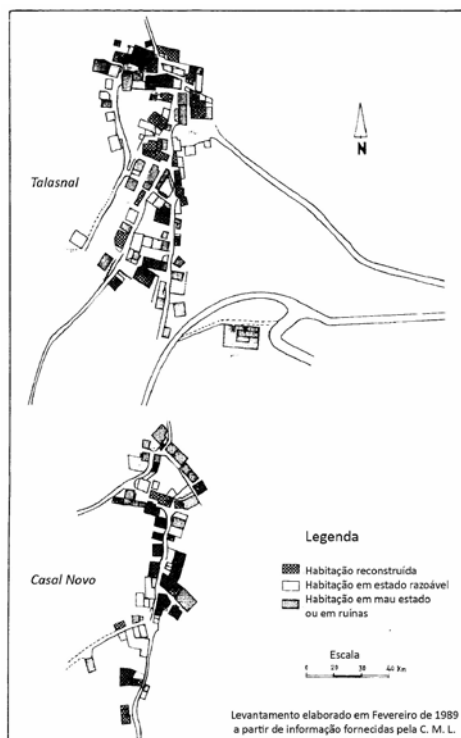 Talasnal
N
Casal Novo
Legenda
Habitação reconstruída
Habitação em estado razoável
Habitação em mau estado
ou em ruínas
Escala
0 20 30 40 Km
Levantamento elaborado em Fevereiro de 1989
a partir de informação fornecidas pela C. M. L.